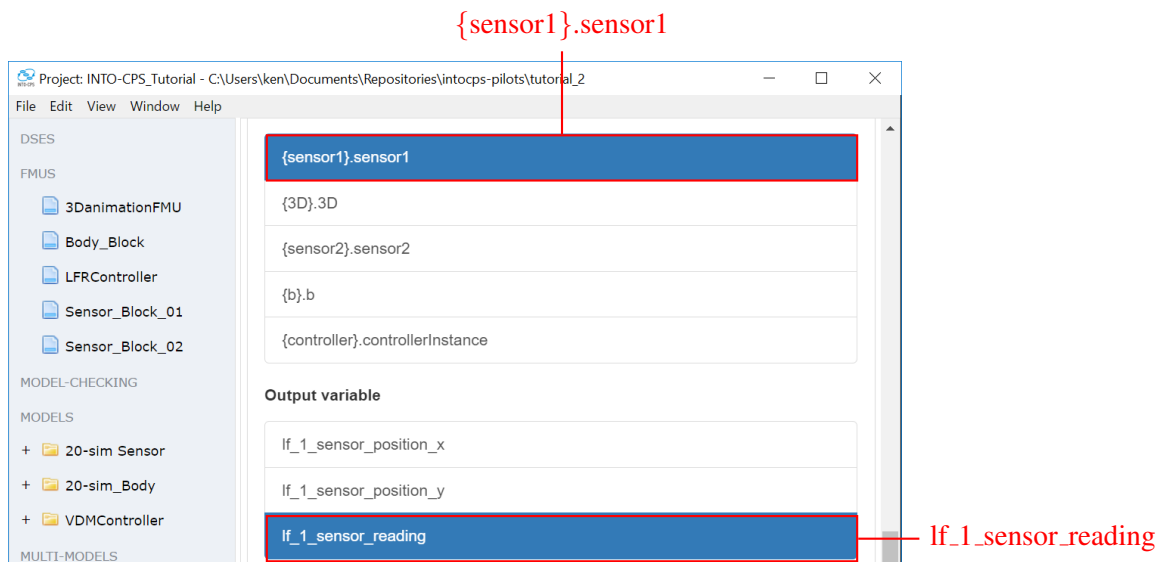 {sensor1}.sensor1
Project: INTO-CPS_Tutorial - C:\Users\ken\Documents\Repositories\intocps-pilots\tutorial_2
File Edit View Window Help
DSES
FMUS
3DanimationFMU
Body_Block
LFRController
Sensor_Block_01
Sensor_Block_02
MODEL-CHECKING
MODELS
+ 20-sim Sensor
+ 20-sim_Body
+ VDMController
MULTI-MODELS
{sensor1}.sensor1
{3D}.3D
{sensor2}.sensor2
{b}.b
{controller}.controllerInstance
Output variable
lf_1_sensor_position_x
lf_1_sensor_position_y
lf_1_sensor_reading
lf_1_sensor_reading